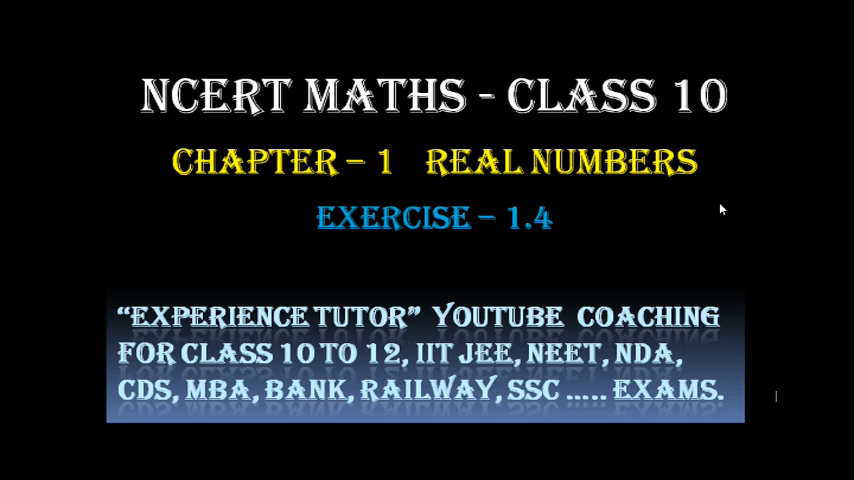 NCERT MATHS - CLASS 10
CHAPTER – 1 REAL NUMBERS
EXERCISE – 1.4
“EXPERIENCE TUTOR” YOUTUBE COACHING
FOR CLASS 10 TO 12, IIT JEE, NEET, NDA,
CDS, MBA, BANK, RAILWAY, SSC ..... EXAMS.